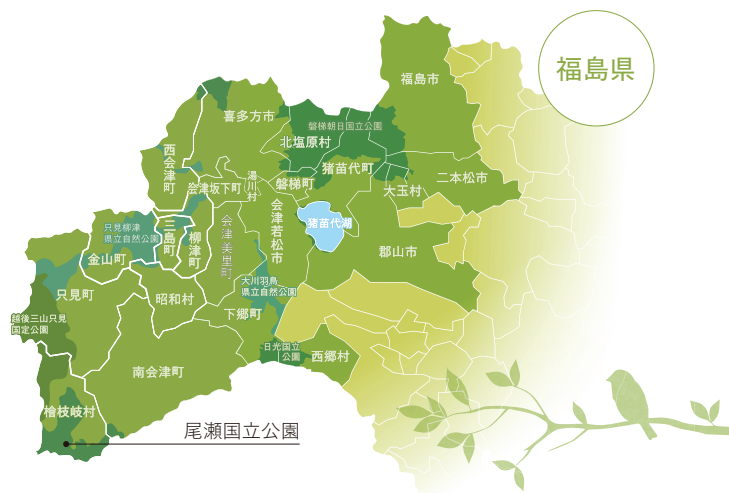 福島県
福島市
喜多方市
磐梯朝日国立公園
北塩原村
西会津町
猪苗代町
湯川村
会津坂下町
磐梯町
大玉村
二本松市
会津美里町
会津若松市
猪苗代湖
只見柳津
県立自然公園
三島町
柳津町
郡山市
金山町
大川羽鳥
県立自然公園
只見町
昭和村
下郷町
越後三山只見
国定公園
日光国立
公園
西郷村
南会津町
檜枝岐村
尾瀬国立公園